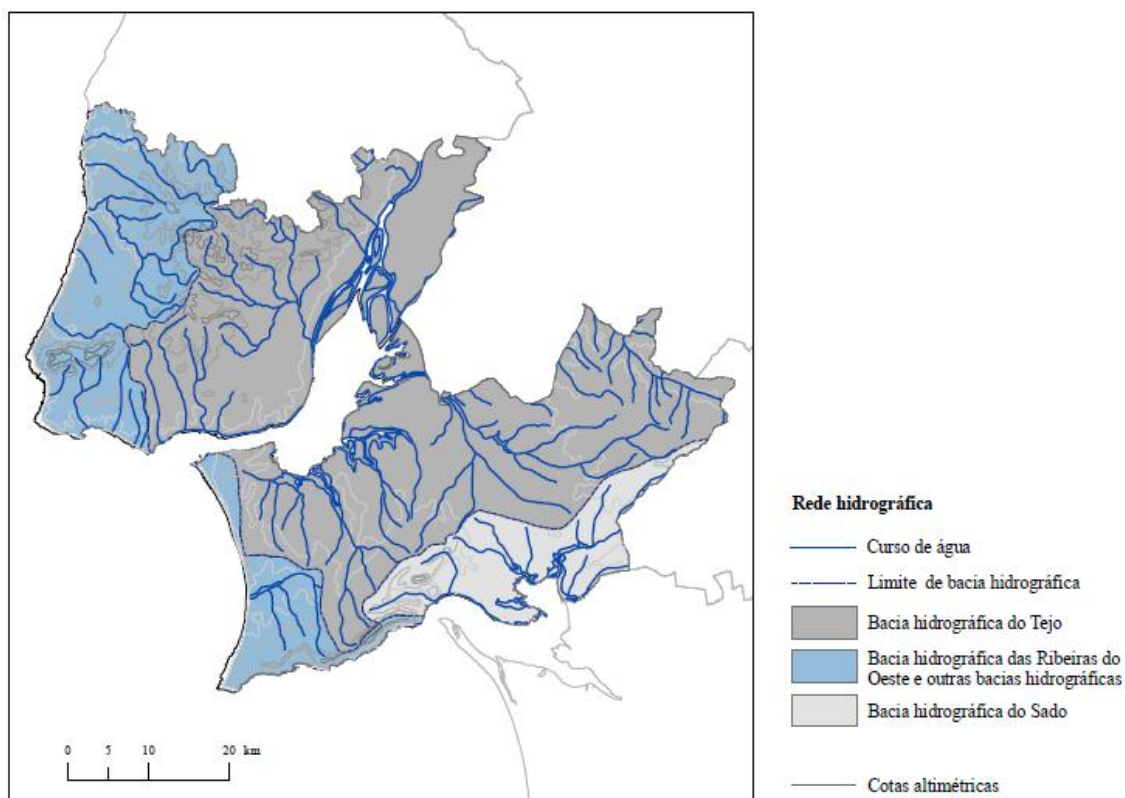 Rede hidrográfica
Curso de água
Limite de bacia hidrográfica
Bacia hidrográfica do Tejo
Bacia hidrográfica das Ribeiras do
Oeste e outras bacias hidrográficas
Bacia hidrográfica do Sado
Cotas altimétricas
0 5 10 20 km